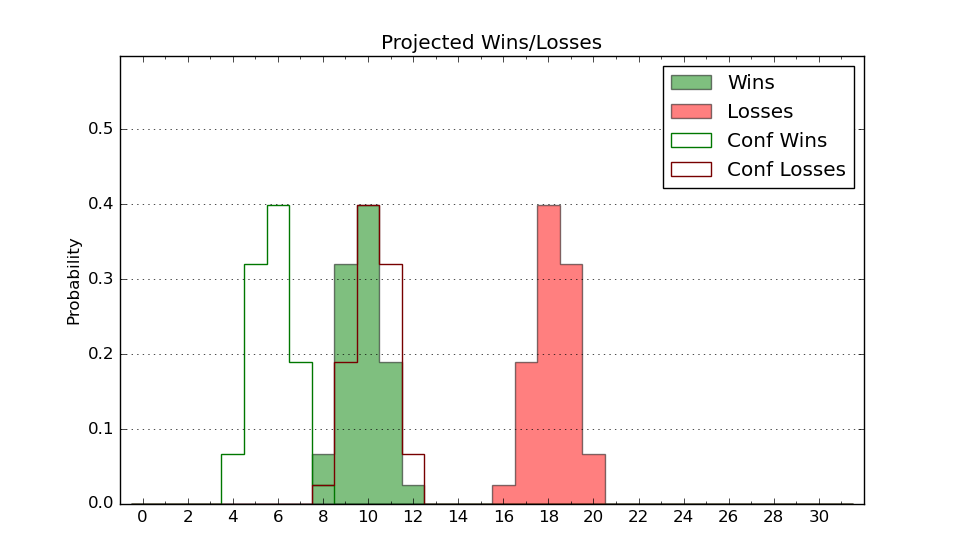 Projected Wins/Losses
Wins
Losses
Conf Wins
Conf Losses
Probability
0.5
0.4
0.3
0.2
0.1
0.0
0 2 4 6 8 10 12 14 16 18 20 22 24 26 28 30